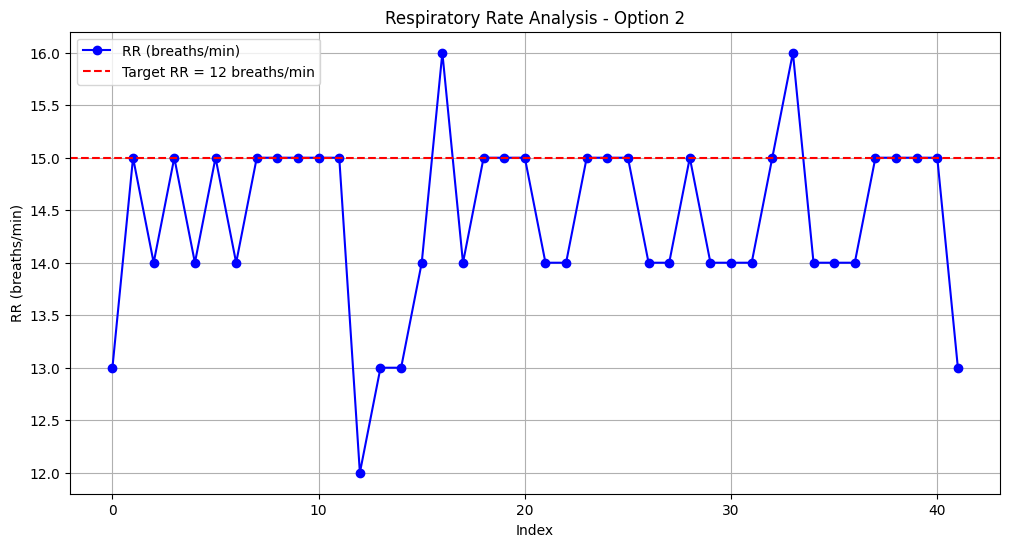 Respiratory Rate Analysis - Option 2
RR (breaths/min)
Target RR = 12 breaths/min
16.0
15.5
15.0
14.5
14.0
13.5
13.0
12.5
12.0
RR (breaths/min)
0
10
20
30
40
Index